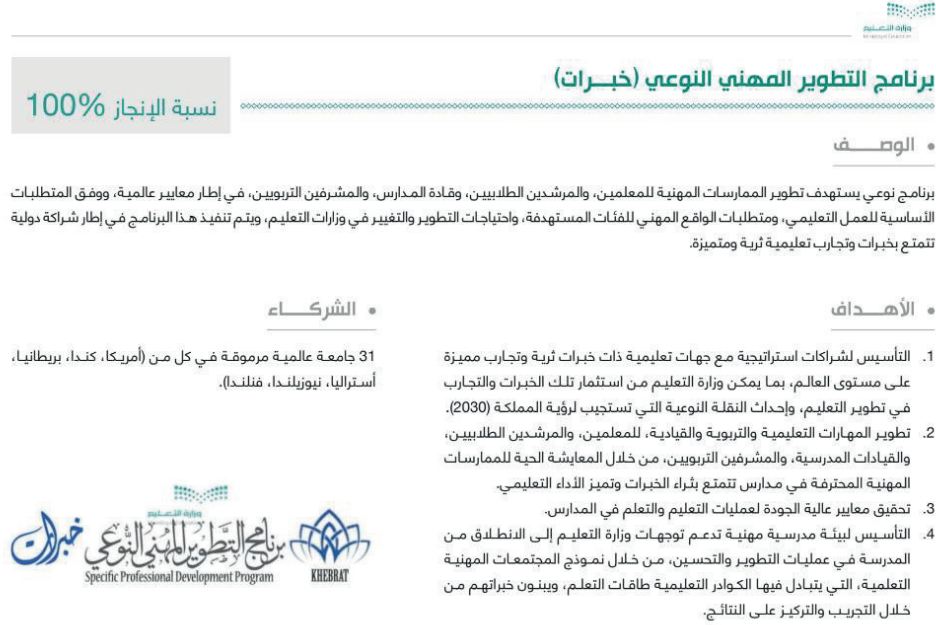 وزارة التعليم
برنامج التطوير المهني النوعي (خبـــرات)
نسبة الإنجاز 100%
الوصــــف
برنامج نوعي يستهدف تطوير الممارسات المهنية للمعلمين، والمرشدين الطلابيين، وقادة المدارس، والمشرفين التربويين، في إطار معايير عالمية، ووفق المتطلبات
الأساسية للعمل التعليمي، ومتطلبات الواقع المهني للفئات المستهدفة، واحتياجات التطوير والتغيير في وزارات التعليم، ويتم تنفيذ هذا البرنامج في إطار شراكة دولية
تتمتع بخبرات وتجارب تعليمية ثرية ومتميزة.
الأهــــداف
1. التأسيس لشراكات استراتيجية مع جهات تعليمية ذات خبرات ثرية وتجارب مميزة
على مستوى العالم، بما يمكن وزارة التعليم من استثمار تلك الخبرات والتجارب
في تطوير التعليم، وإحداث النقلة النوعية التي تستجيب لرؤية المملكة (2030).
2. تطوير المهارات التعليمية والتربوية والقيادية، للمعلمين، والمرشدين الطلابيين،
والقيادات المدرسية، والمشرفين التربويين، من خلال المعايشة الحية للممارسات
المهنية المحترفة في مدارس تتمتع بثراء الخبرات وتميز الأداء التعليمي.
3. تحقيق معايير عالية الجودة لعمليات التعليم والتعلم في المدارس.
4. التأسيس لبيئة مدرسية مهنية تدعم توجهات وزارة التعليم إلى الانطلاق من
المدرسة في عمليات التطوير والتحسين، من خلال نموذج المجتمعات المهنية
التعلمية، التي يتبادل فيها الكوادر التعليمية طاقات التعلم، ويبنون خبراتهم من
خلال التجريب والتركيز على النتائج.
الشركــــاء
31 جامعة عالمية مرموقة في كل من (أمريكا، كندا، بريطانيا،
أستراليا، نيوزيلندا، فنلندا).
وزارة التعليم
برنامج التطوير المهني النوعي خبرات
Specific Professional Development Program
KHEBRAT